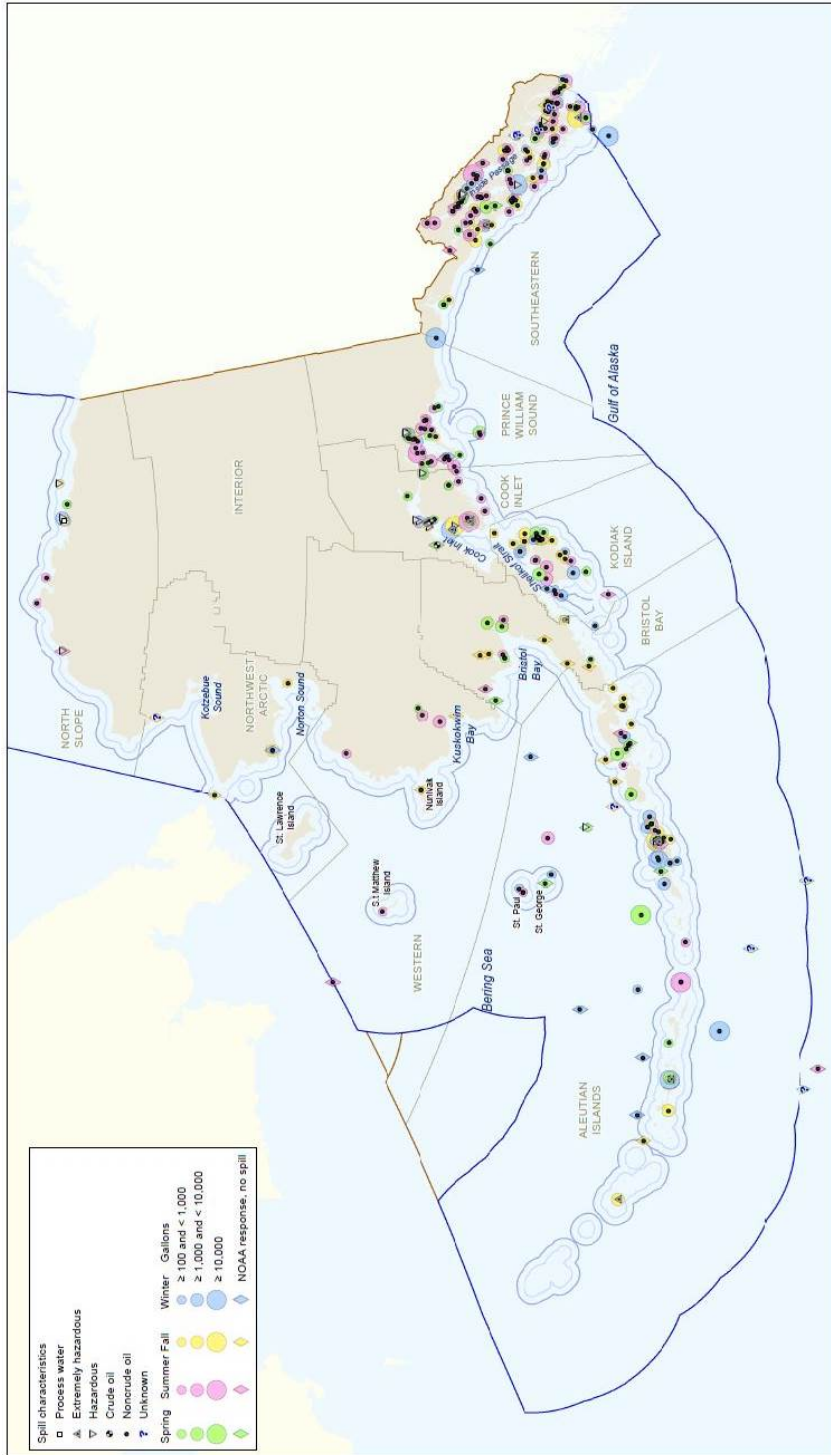 Spill characteristics
Process water
Extremely hazardous
Hazardous
Crude oil
Noncrude oil
? Unknown
Spring Summer Fall Winter Gallons
≥ 100 and < 1,000
≥ 1,000 and < 10,000
≥ 10,000
NOAA response, no spill
NORTH
SLOPE
Kotzebue
Sound
NORTHWEST
ARCTIC
Norton Sound
INTERIOR
St. Lawrence
Island
S.t Matthew
Island
Nunivak
Island
Kuskokwim
Bay
WESTERN
Bering Sea
St. Paul
St. George
Bristol
Bay
Cook Inlet
Shelikof Strait
COOK
INLET
PRINCE
WILLIAM
SOUND
KODIAK
ISLAND
BRISTOL
BAY
ALEUTIAN
ISLANDS
Gulf of Alaska
SOUTHEASTERN
Inside Passage